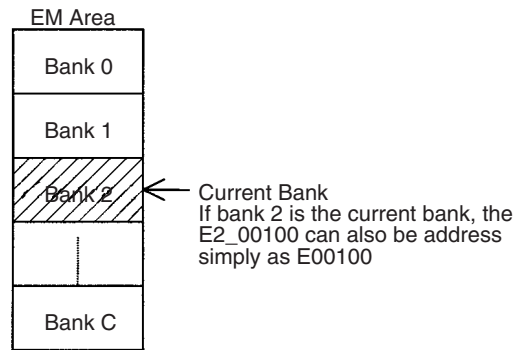 EM Area
Bank 0
Bank 1
Bank 2
Current Bank
If bank 2 is the current bank, the
E2_00100 can also be address
simply as E00100
Bank C